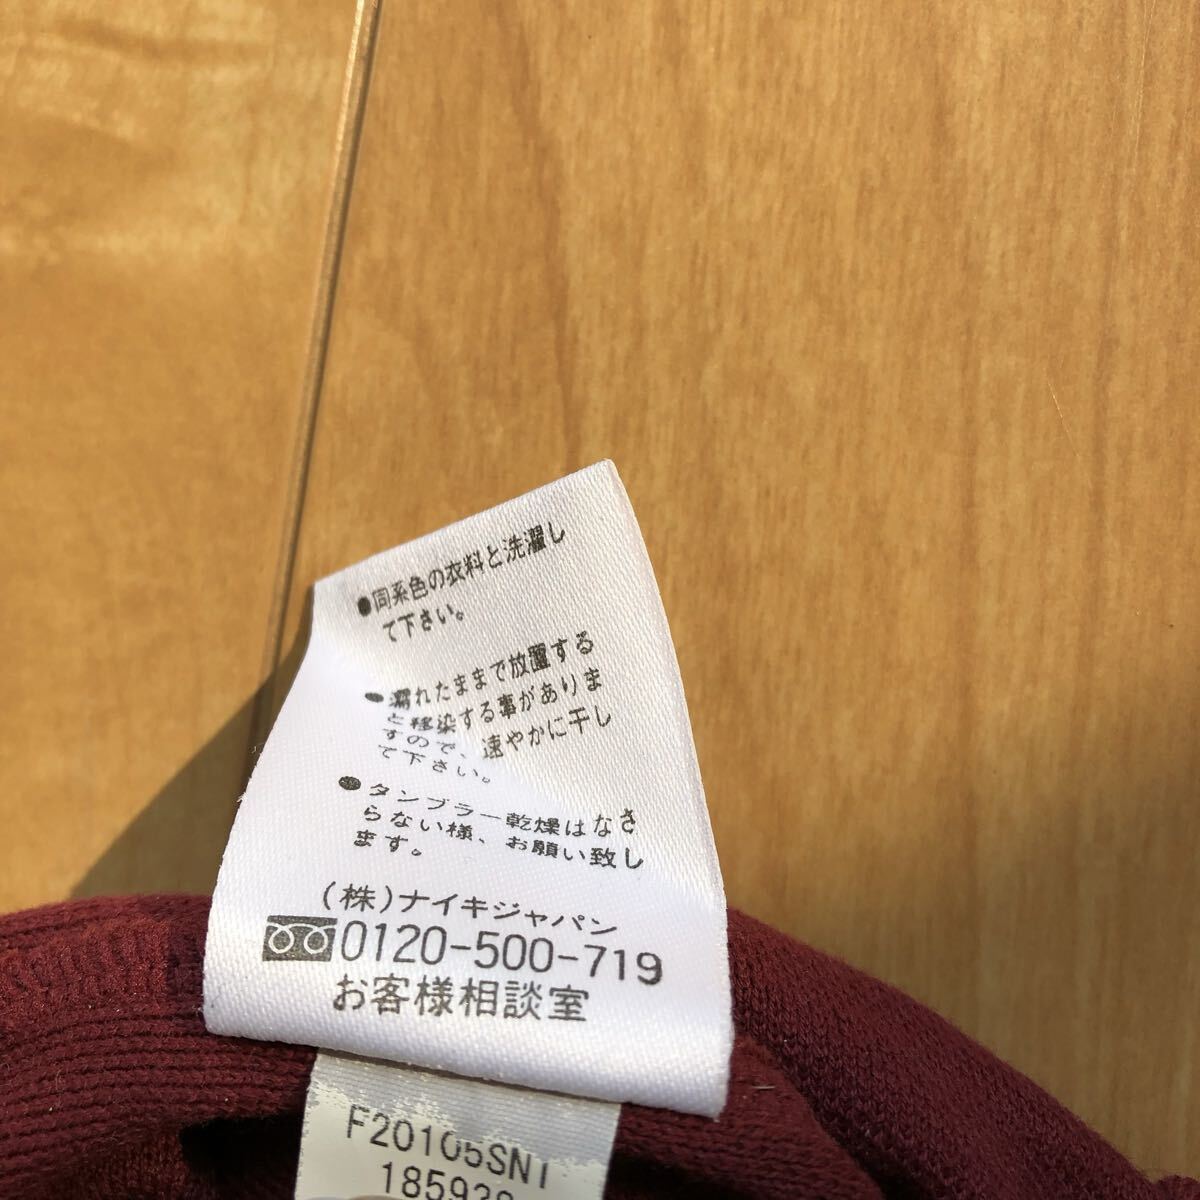 ●同系色の衣料と洗濯し
て下さい。
●濡れたままで放置する
と移染する事がありま
すので、速やかに干し
て下さい。
●タンブラー乾燥はなさ
らない様、お願い致し
ます。
(株)ナイキジャパン
0120-500-719
お客様相談室
F20105SNT